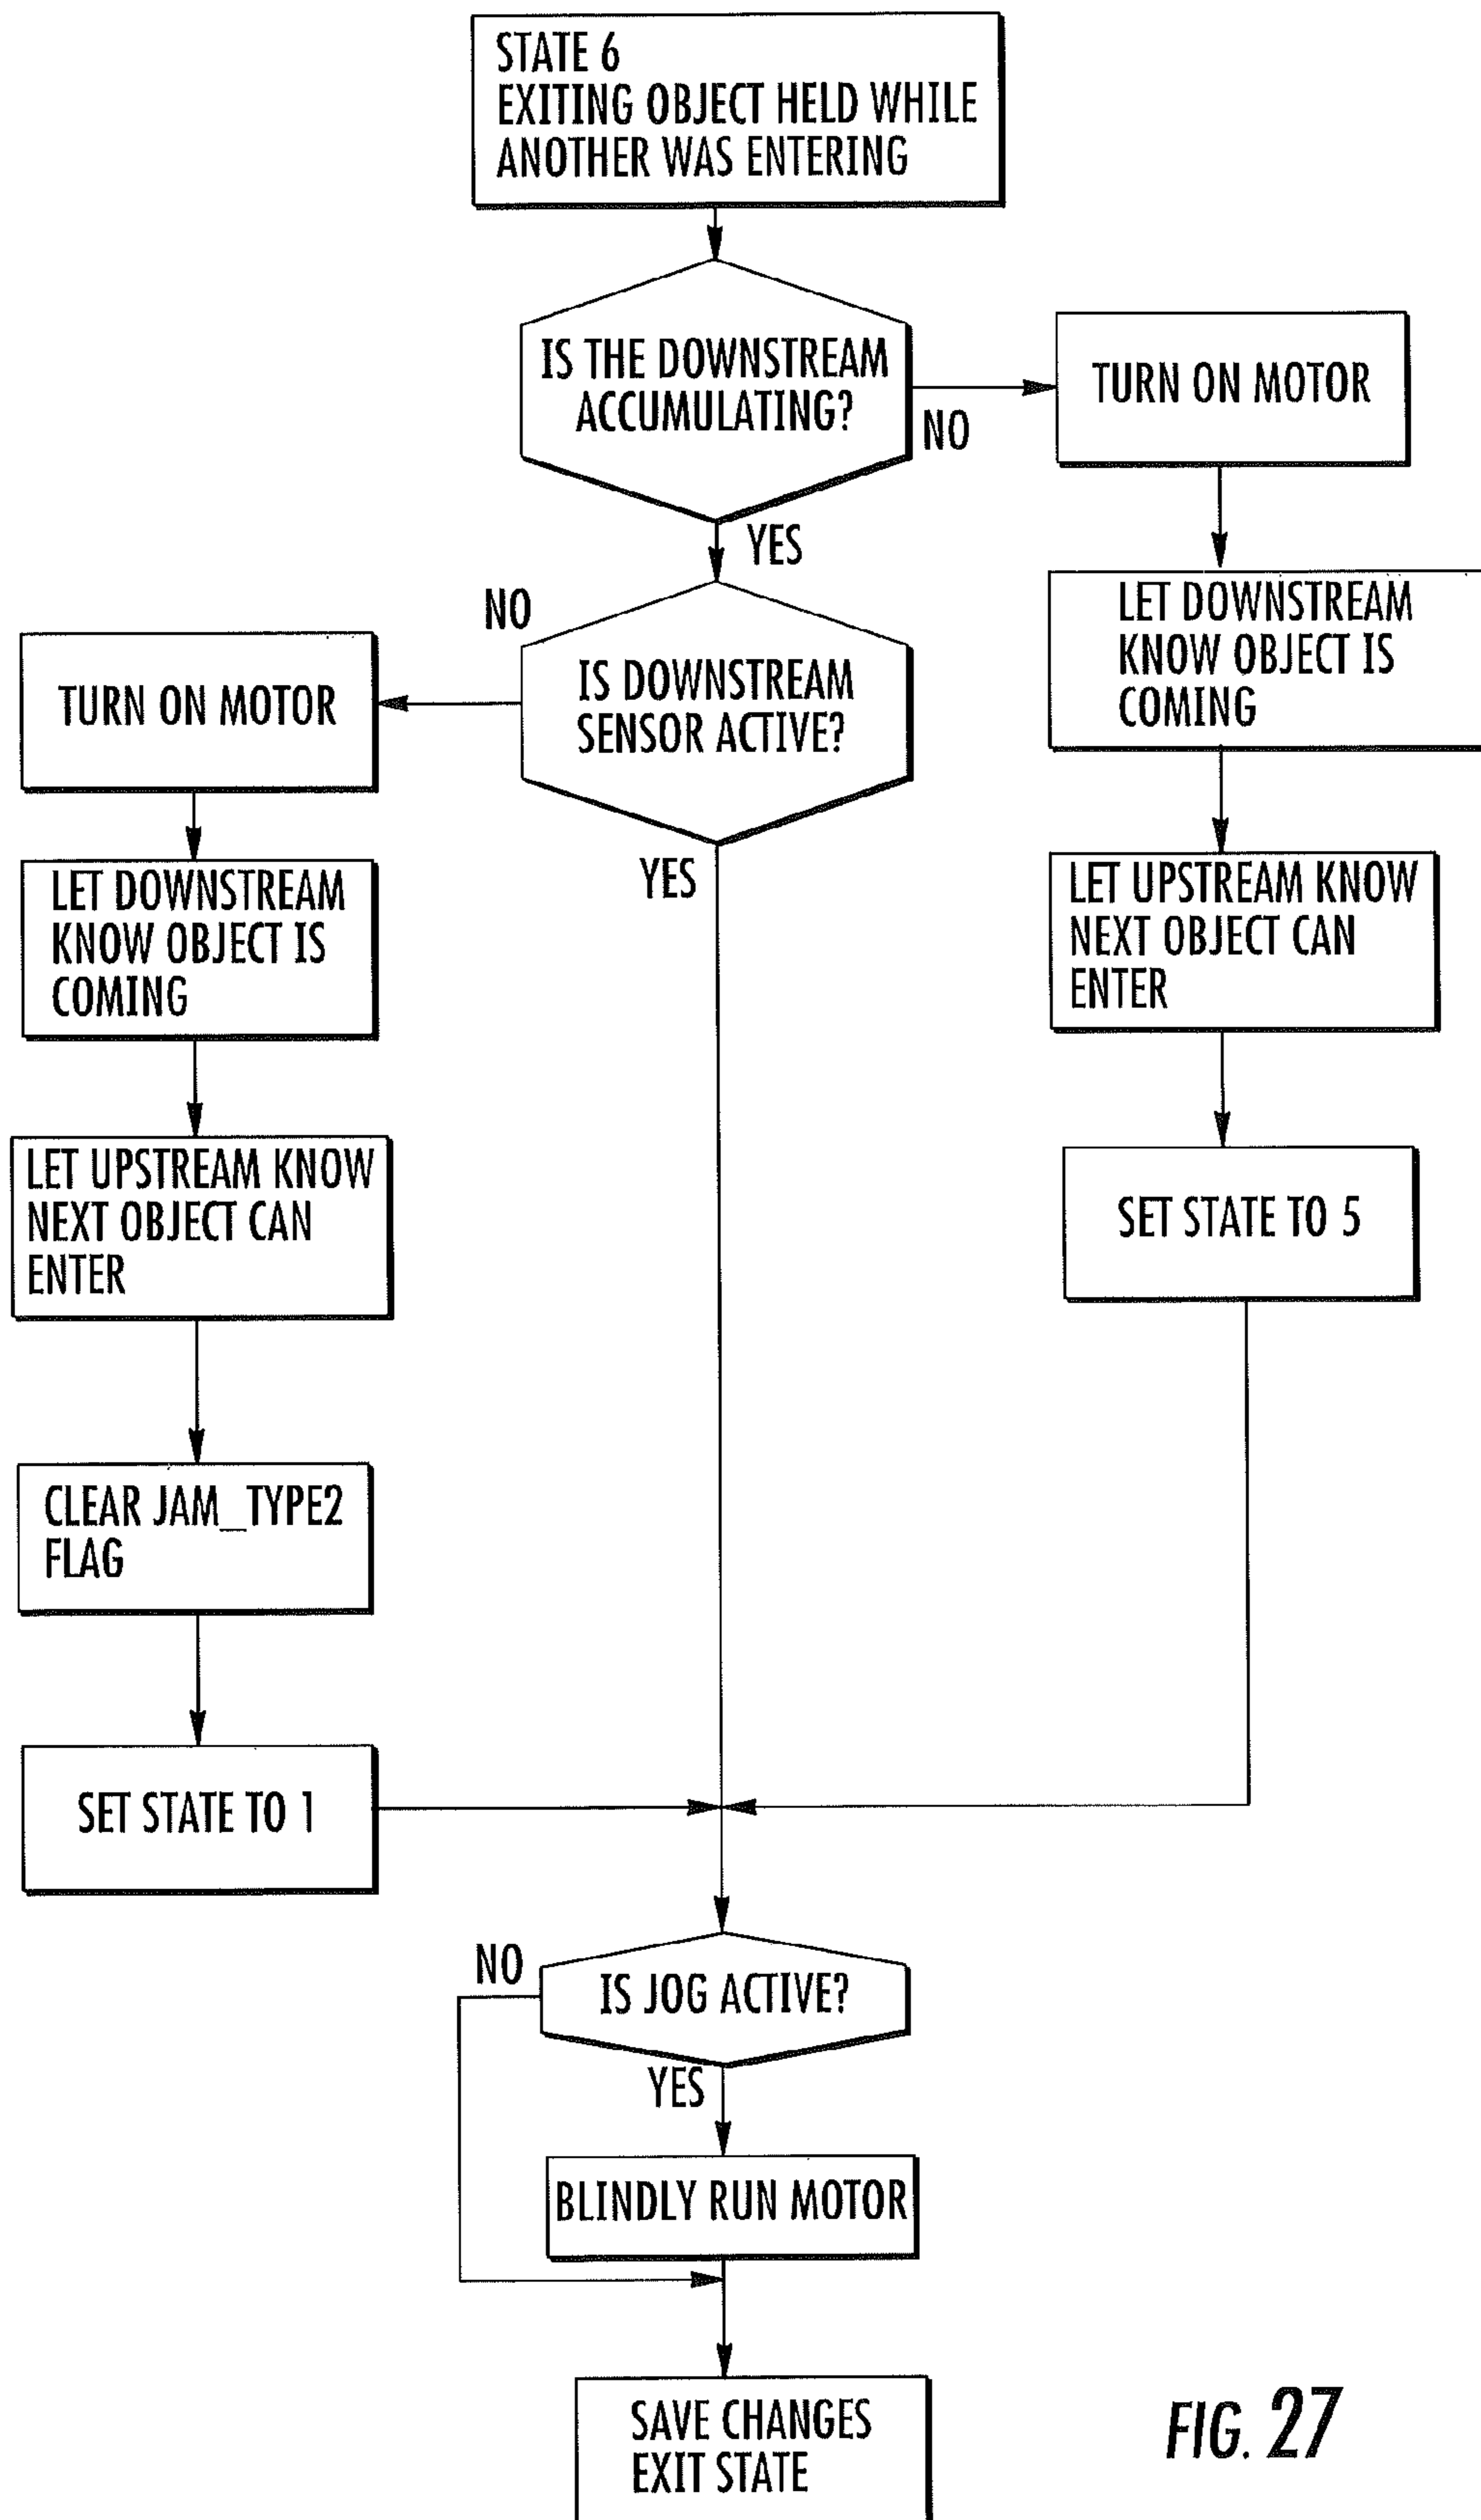 STATE 6
EXITING OBJECT HELD WHILE
ANOTHER WAS ENTERING
IS THE DOWNSTREAM
ACCUMULATING?
NO
TURN ON MOTOR
YES
LET DOWNSTREAM
KNOW OBJECT IS
COMING
NO
IS DOWNSTREAM
SENSOR ACTIVE?
TURN ON MOTOR
YES
LET DOWNSTREAM
KNOW OBJECT IS
COMING
LET UPSTREAM KNOW
NEXT OBJECT CAN
ENTER
LET UPSTREAM KNOW
NEXT OBJECT CAN
ENTER
SET STATE TO 5
CLEAR JAM_TYPE2
FLAG
SET STATE TO 1
NO
IS JOG ACTIVE?
YES
BLINDLY RUN MOTOR
SAVE CHANGES
EXIT STATE
FIG. 27